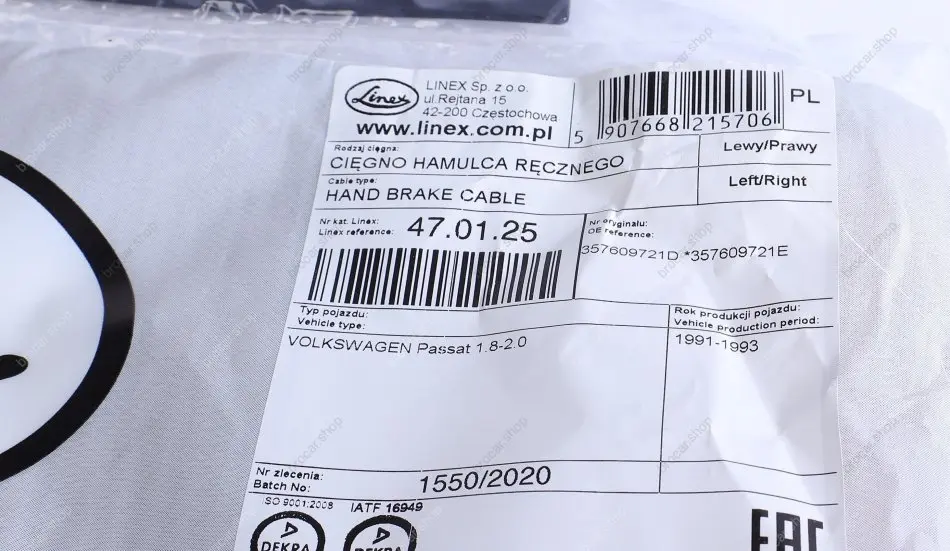 Linex
LINEX Sp. z o.o.
ul.Rejtana 15
42-200 Częstochowa
www.linex.com.pl
5 907668 215706
PL
Rodzaj cięgna:
CIĘGNO HAMULCA RĘCZNEGO
Lewy/Prawy
Cable type:
HAND BRAKE CABLE
Left/Right
Nr kat. Linex:
Linex reference:
47.01.25
Nr oryginału:
OE reference:
357609721D *357609721E
Typ pojazdu:
Vehicle type:
VOLKSWAGEN Passat 1.8-2.0
Rok produkcji pojazdu:
Vehicle production period:
1991-1993
Nr zlecenia:
Batch No:
1550/2020
ISO 9001:2008
IATF 16949
DEKRA
DEKRA
EAC
brocar.shop